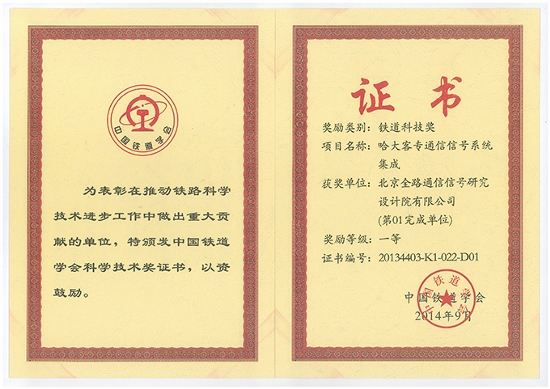 中国铁道学会
为表彰在推动铁路科学
技术进步工作中做出重大贡
献的单位，特颁发中国铁道
学会科学技术奖证书，以资
鼓励。
证书
奖励类别：铁道科技奖
项目名称：哈大客专通信信号系统
集成
获奖单位：北京全路通信信号研究
设计院有限公司
(第01完成单位)
奖励等级：一等
证书编号：20134403-K1-022-D01
中国铁道学会
2014年9月
中国铁道学会